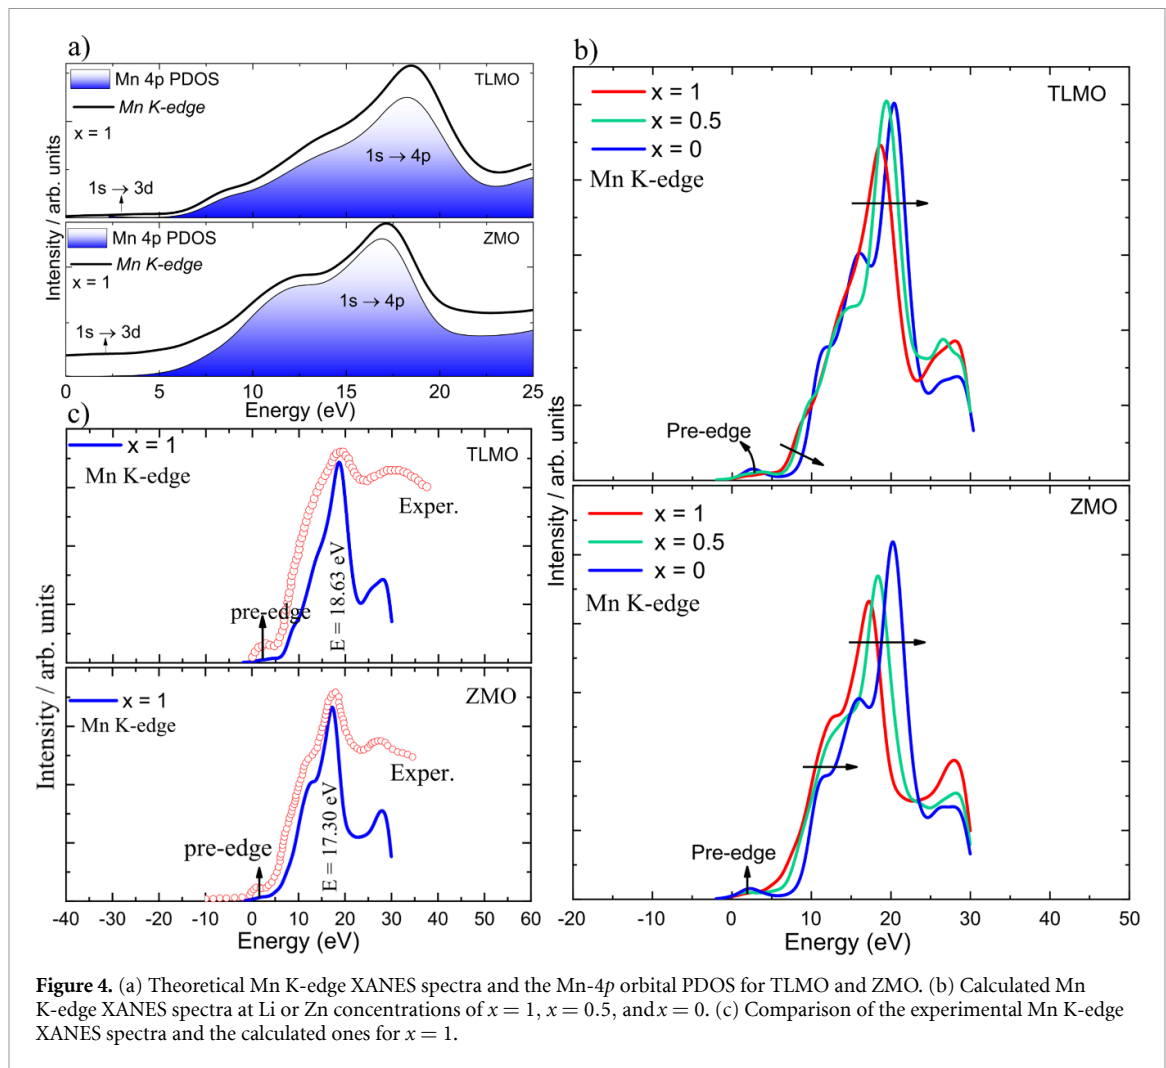 a)
Mn 4p PDOS
TLMO
Mn K-edge
x = 1
1s → 3d
1s → 4p
Mn 4p PDOS
ZMO
Mn K-edge
x = 1
1s → 3d
1s → 4p
Intensity / arb. units
0 5 10 15 20 25
Energy (eV)
b)
x = 1
TLMO
x = 0.5
x = 0
Mn K-edge
Pre-edge
x = 1
ZMO
x = 0.5
x = 0
Mn K-edge
Pre-edge
Intensity / arb. units
Intensity / arb. units
-20 -10 0 10 20 30 40 50
Energy (eV)
c)
x = 1
TLMO
Mn K-edge
Exper.
pre-edge
E = 18.63 eV
x = 1
ZMO
Mn K-edge
Exper.
pre-edge
E = 17.30 eV
Intensity / arb. units
Intensity / arb. units
-40 -30 -20 -10 0 10 20 30 40 50 60
Energy (eV)
Figure 4. (a) Theoretical Mn K-edge XANES spectra and the Mn-4p orbital PDOS for TLMO and ZMO. (b) Calculated Mn
K-edge XANES spectra at Li or Zn concentrations of x = 1, x = 0.5, andx = 0. (c) Comparison of the experimental Mn K-edge
XANES spectra and the calculated ones for x = 1.